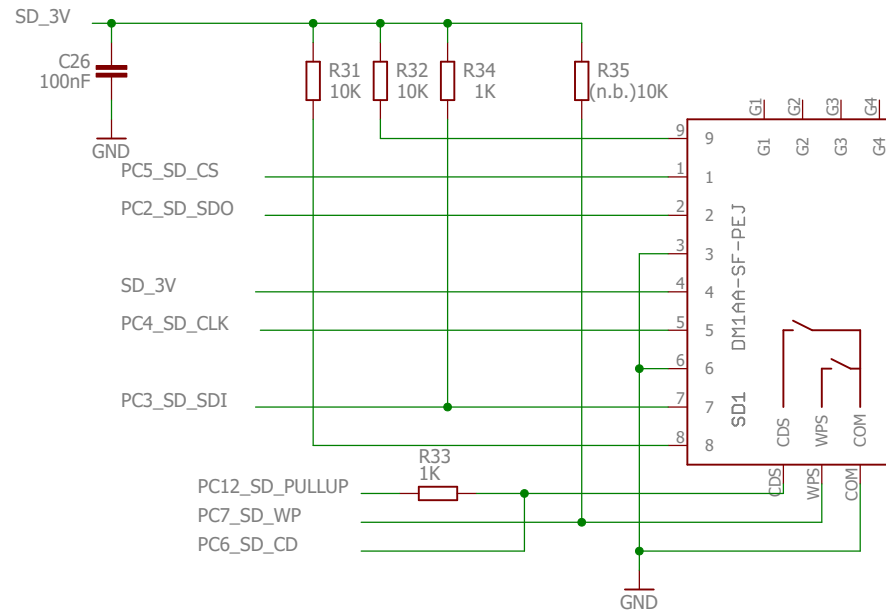 SD_3V
C26
100nF
GND
R31
10K
R32
10K
R34
1K
R35
(n.b.)10K
G1
G2
G3
G4
G1
G2
G3
G4
9
9
PC5_SD_CS
1
1
PC2_SD_SDO
2
2
3
3
SD_3V
4
4
PC4_SD_CLK
5
5
6
6
PC3_SD_SDI
7
7
8
8
DM1AA-SF-PEJ
SD1
CDS
WPS
COM
CDS
WPS
COM
R33
1K
PC12_SD_PULLUP
PC7_SD_WP
PC6_SD_CD
GND